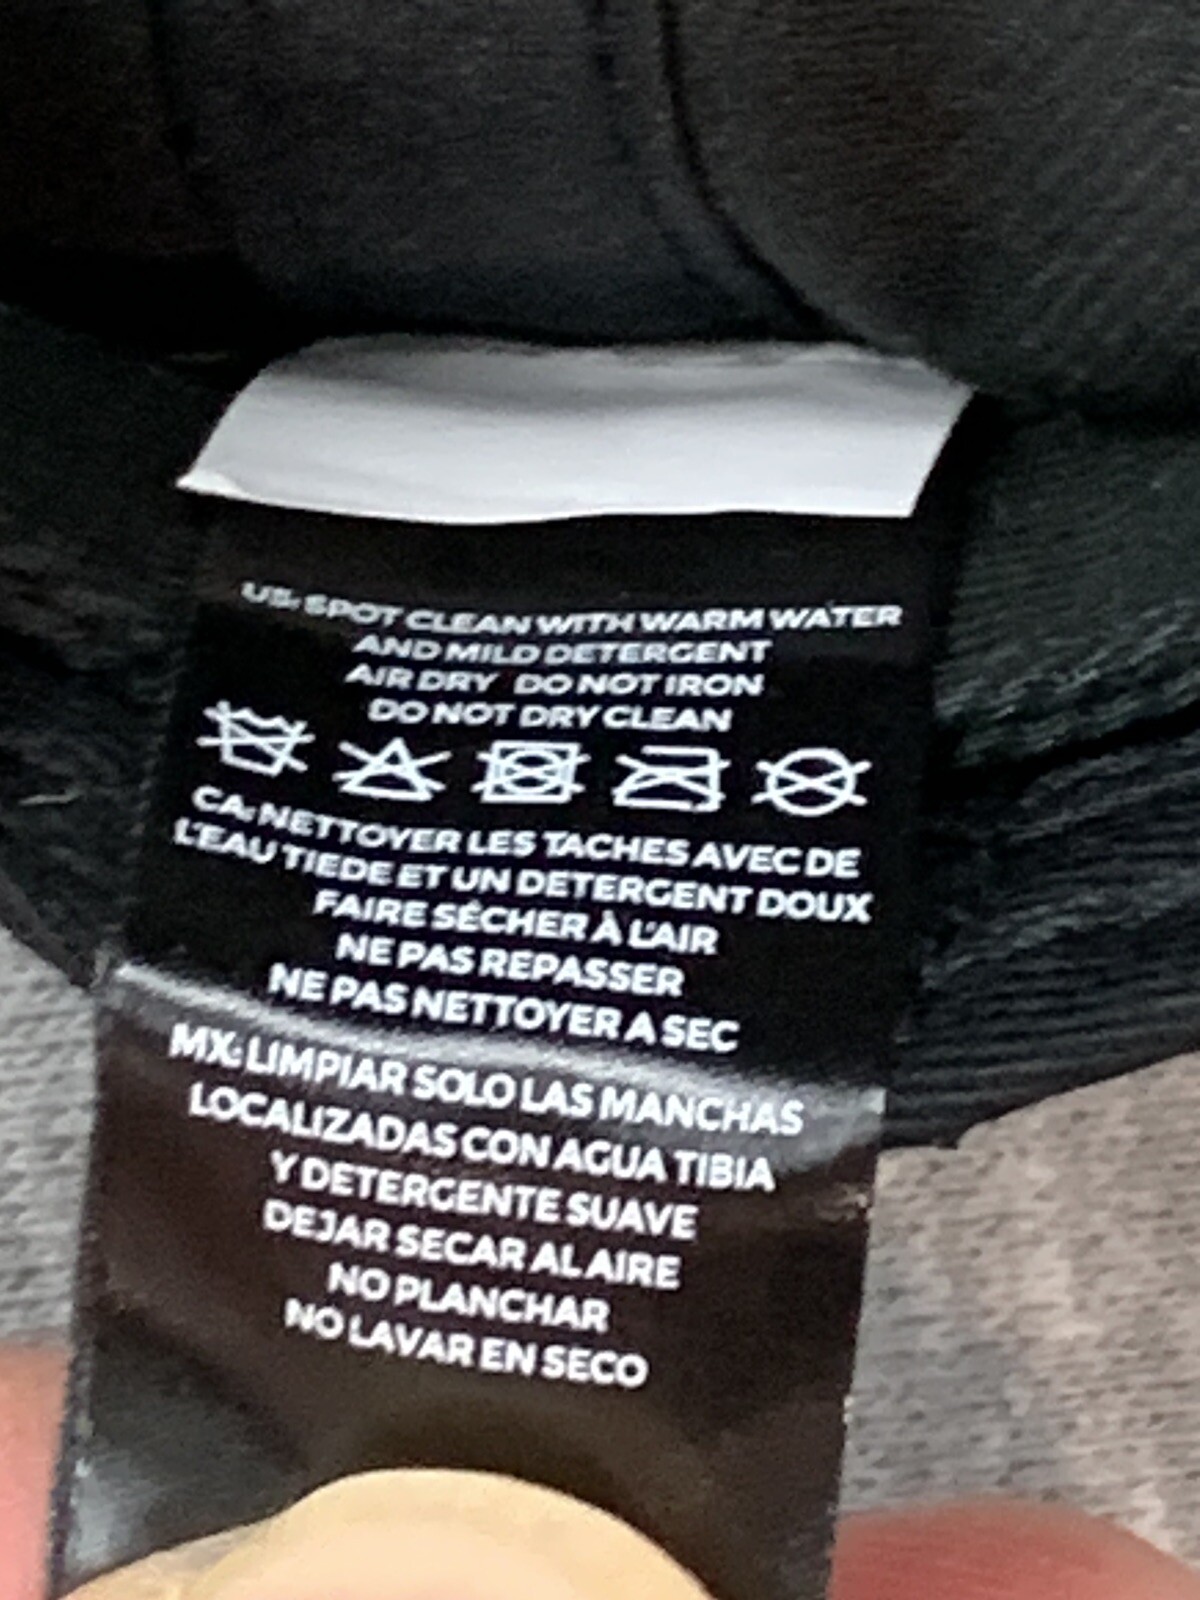 US: SPOT CLEAN WITH WARM WATER
AND MILD DETERGENT
AIR DRY DO NOT IRON
DO NOT DRY CLEAN
CA: NETTOYER LES TACHES AVEC DE
L'EAU TIEDE ET UN DETERGENT DOUX
FAIRE SÉCHER À L'AIR
NE PAS REPASSER
NE PAS NETTOYER A SEC
MX: LIMPIAR SOLO LAS MANCHAS
LOCALIZADAS CON AGUA TIBIA
Y DETERGENTE SUAVE
DEJAR SECAR AL AIRE
NO PLANCHAR
NO LAVAR EN SECO